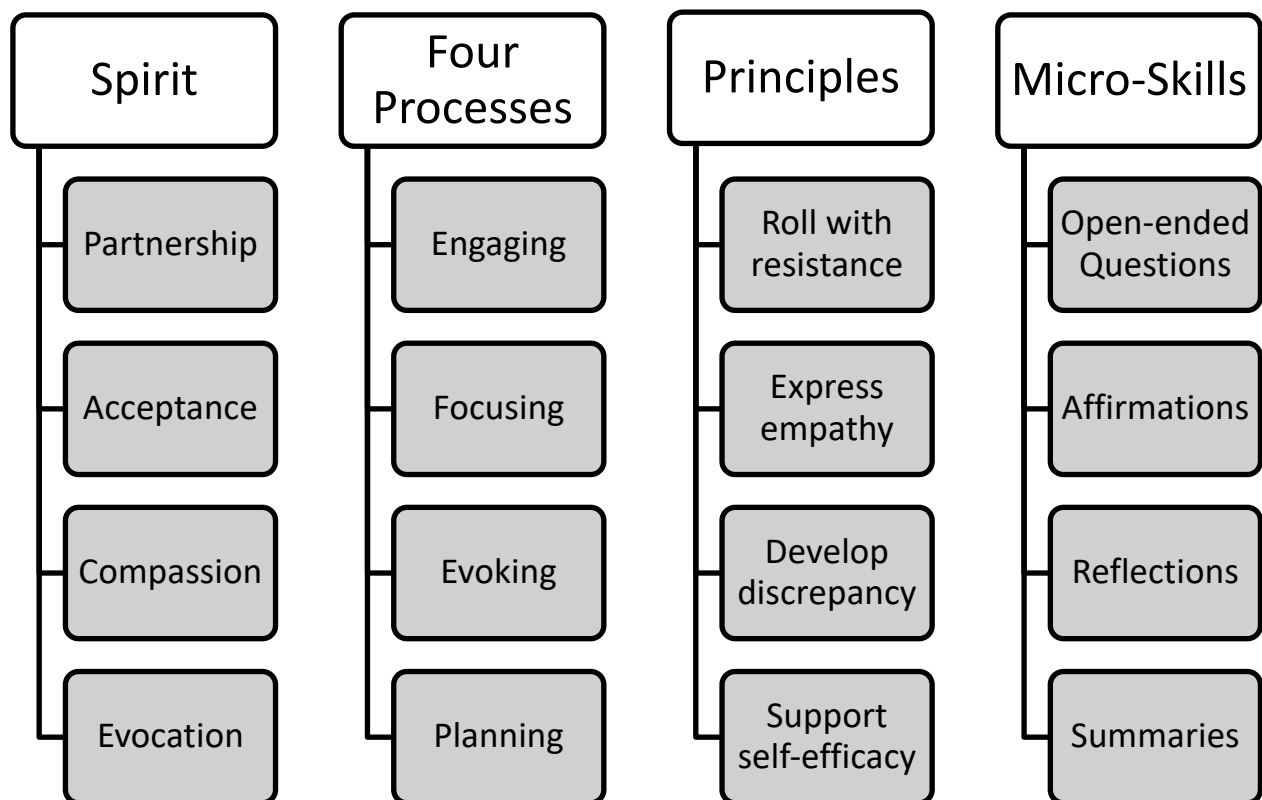 Spirit
Partnership
Acceptance
Compassion
Evocation
Four
Processes
Engaging
Focusing
Evoking
Planning
Principles
Roll with
resistance
Express
empathy
Develop
discrepancy
Support
self-efficacy
Micro-Skills
Open-ended
Questions
Affirmations
Reflections
Summaries